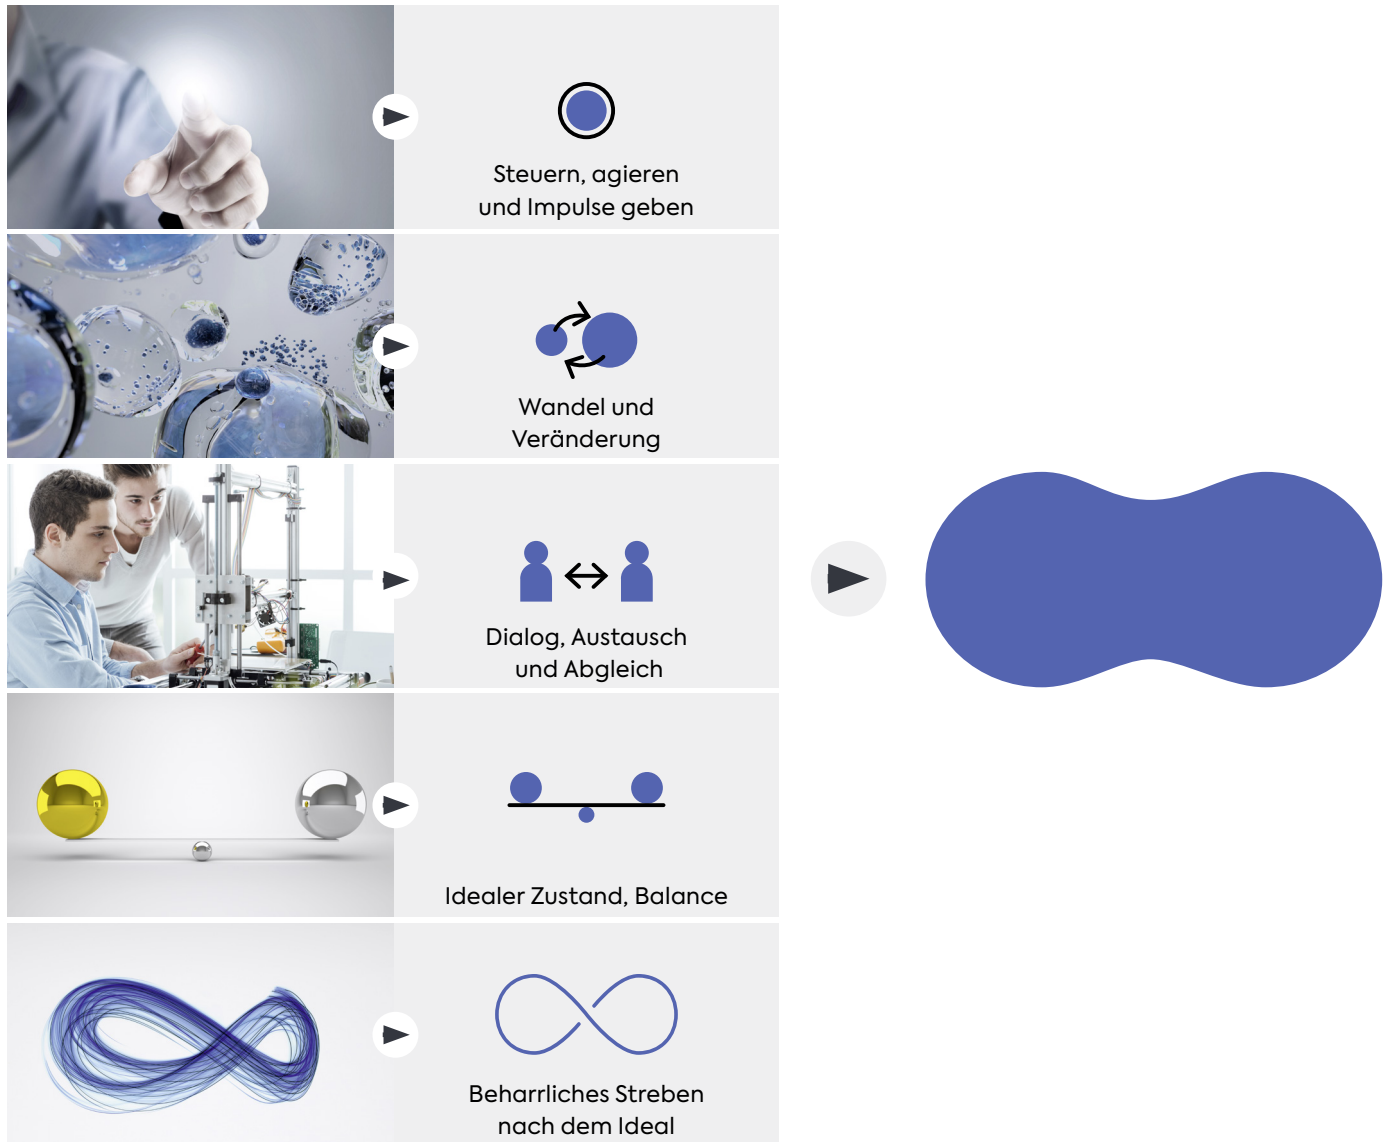 Steuern, agieren
und Impulse geben
Wandel und
Veränderung
Dialog, Austausch
und Abgleich
Idealer Zustand, Balance
Beharrliches Streben
nach dem Ideal